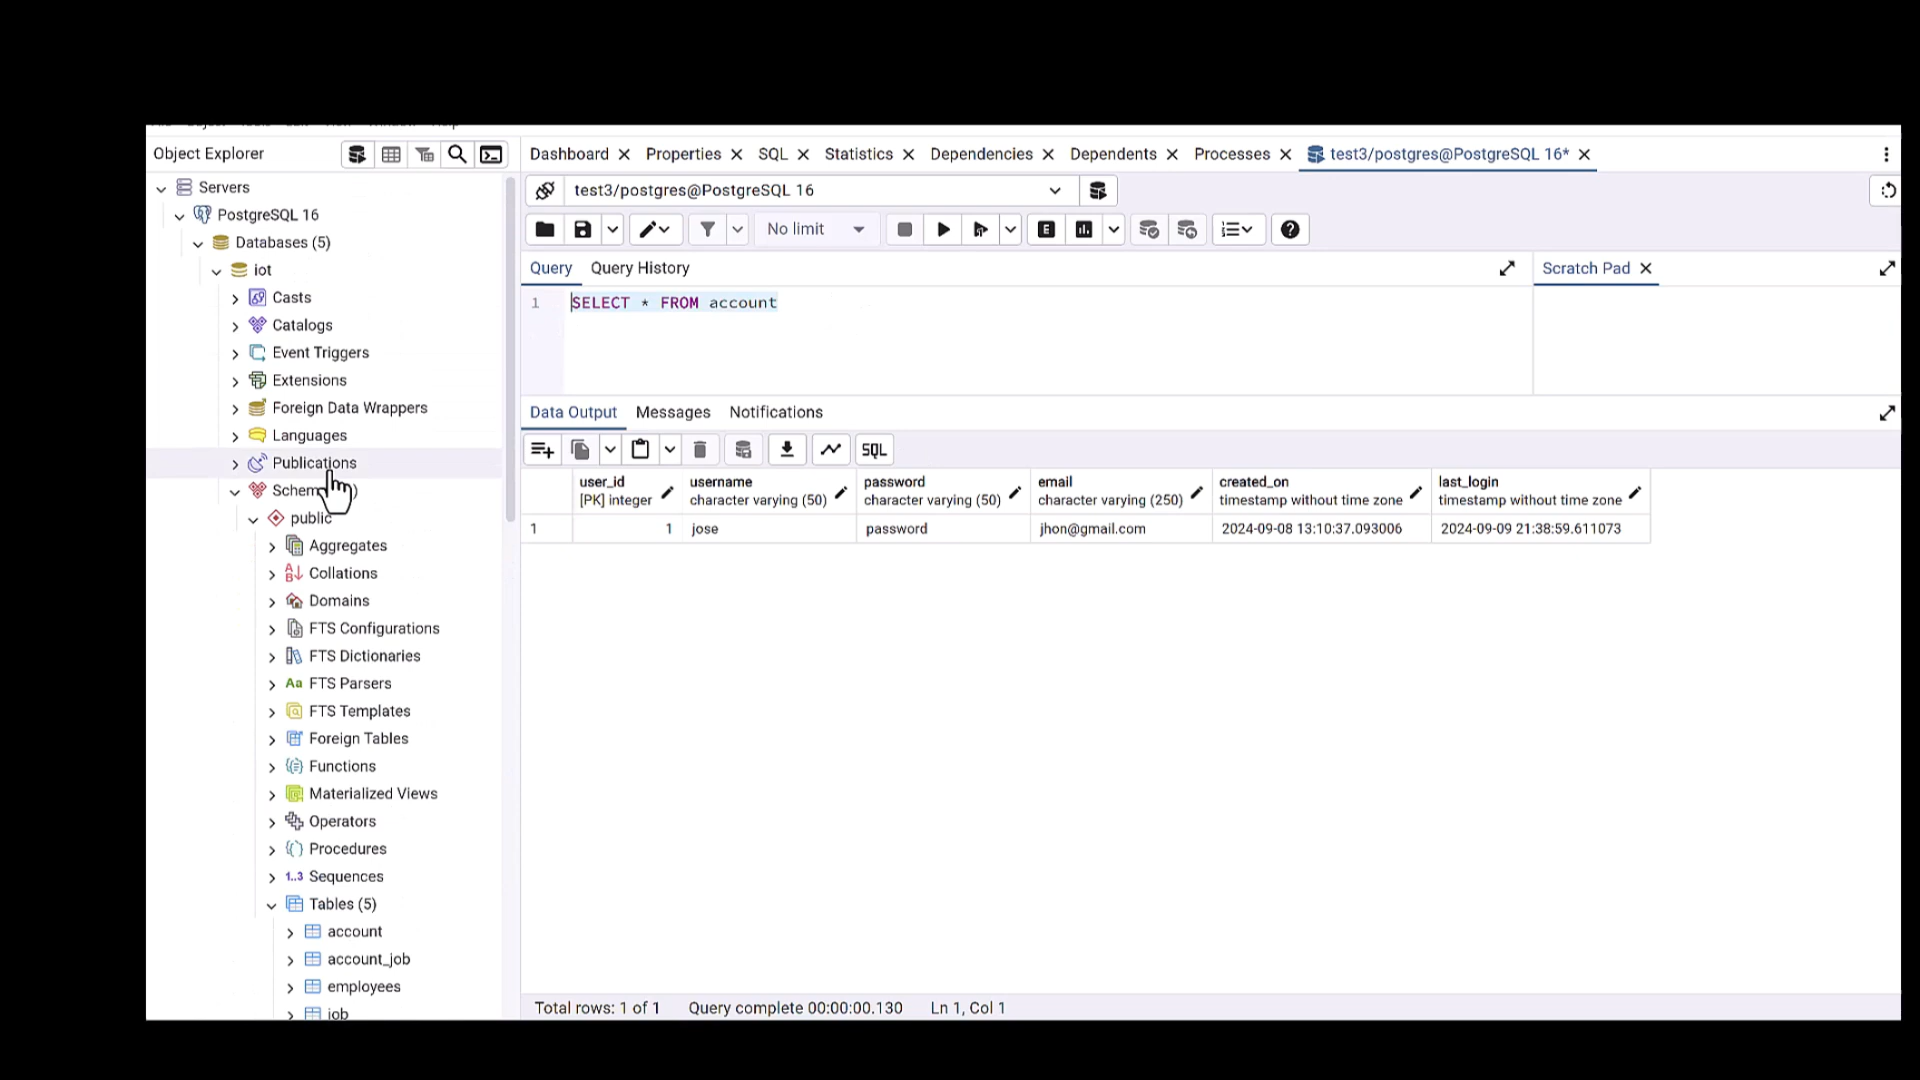 Object Explorer
Dashboard Properties SQL Statistics Dependencies Dependents Processes test3/postgres@PostgreSQL 16*
Servers
PostgreSQL 16
Databases (5)
iot
Casts
Catalogs
Event Triggers
Extensions
Foreign Data Wrappers
Languages
Publications
public
Aggregates
Collations
Domains
FTS Configurations
FTS Dictionaries
Aa FTS Parsers
FTS Templates
Foreign Tables
Functions
Materialized Views
Operators
Procedures
1..3 Sequences
Tables (5)
account
account_job
employees
job
test3/postgres@PostgreSQL 16
No limit
E
Query Query History
Scratch Pad
1 SELECT * FROM account
Data Output Messages Notifications
SQL
user_id username password email created_on last_login
[PK] integer character varying (50) character varying (50) character varying (250) timestamp without time zone timestamp without time zone
1 1 jose password jhon@gmail.com 2024-09-08 13:10:37.093006 2024-09-09 21:38:59.611073
Total rows: 1 of 1 Query complete 00:00:00.130 Ln 1, Col 1